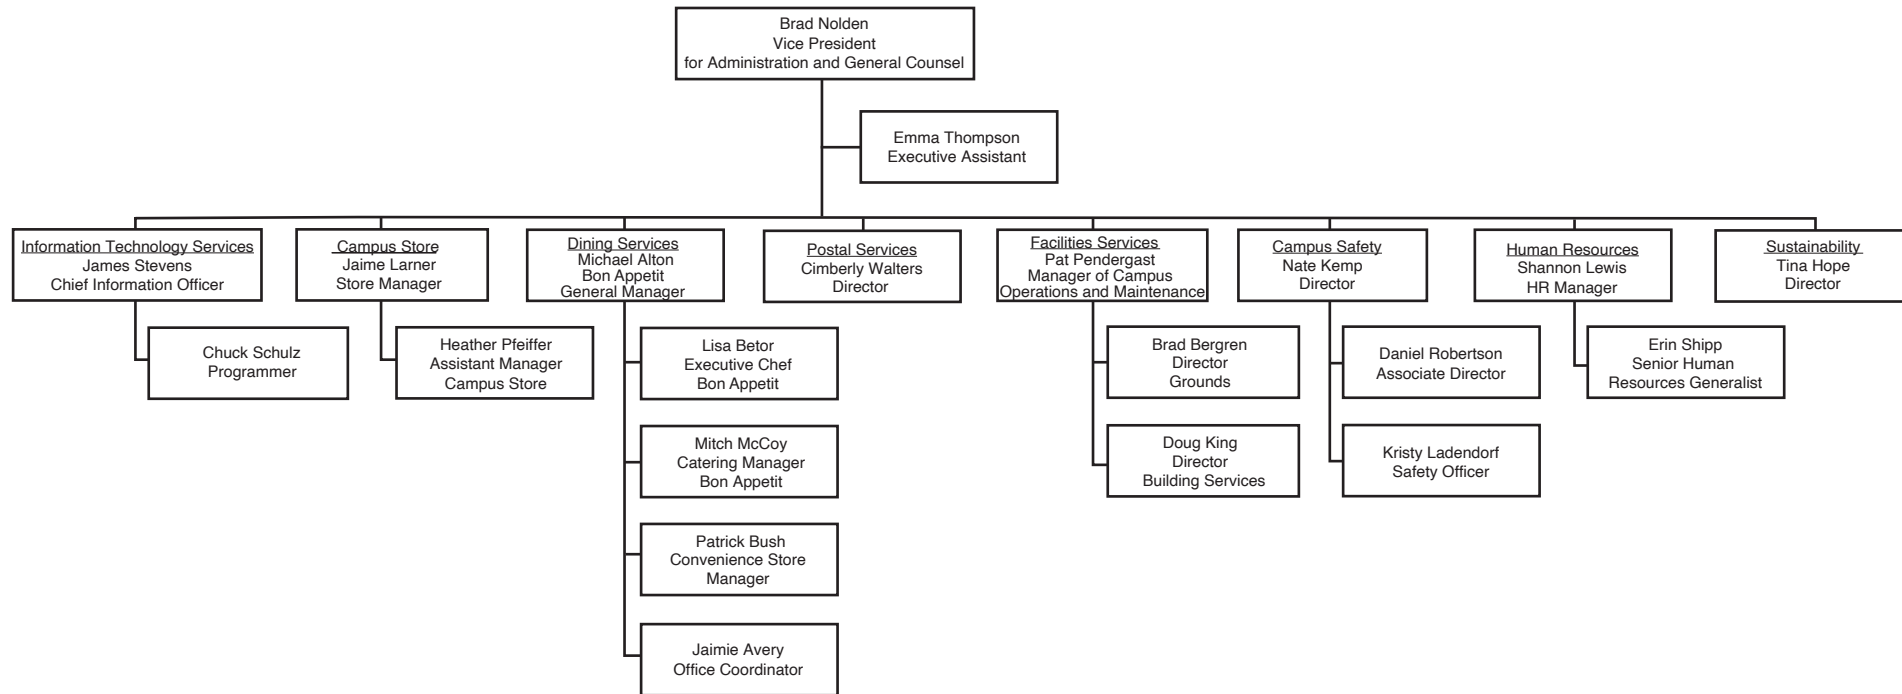 Brad Nolden
Vice President
for Administration and General Counsel
Emma Thompson
Executive Assistant
Information Technology Services
James Stevens
Chief Information Officer
Campus Store
Jaime Larner
Store Manager
Dining Services
Michael Alton
Bon Appetit
General Manager
Postal Services
Cimberly Walters
Director
Facilities Services
Pat Pendergast
Manager of Campus
Operations and Maintenance
Campus Safety
Nate Kemp
Director
Human Resources
Shannon Lewis
HR Manager
Sustainability
Tina Hope
Director
Chuck Schulz
Programmer
Heather Pfeiffer
Assistant Manager
Campus Store
Lisa Betor
Executive Chef
Bon Appetit
Mitch McCoy
Catering Manager
Bon Appetit
Patrick Bush
Convenience Store
Manager
Jaimie Avery
Office Coordinator
Brad Bergren
Director
Grounds
Doug King
Director
Building Services
Daniel Robertson
Associate Director
Kristy Ladendorf
Safety Officer
Erin Shipp
Senior Human
Resources Generalist